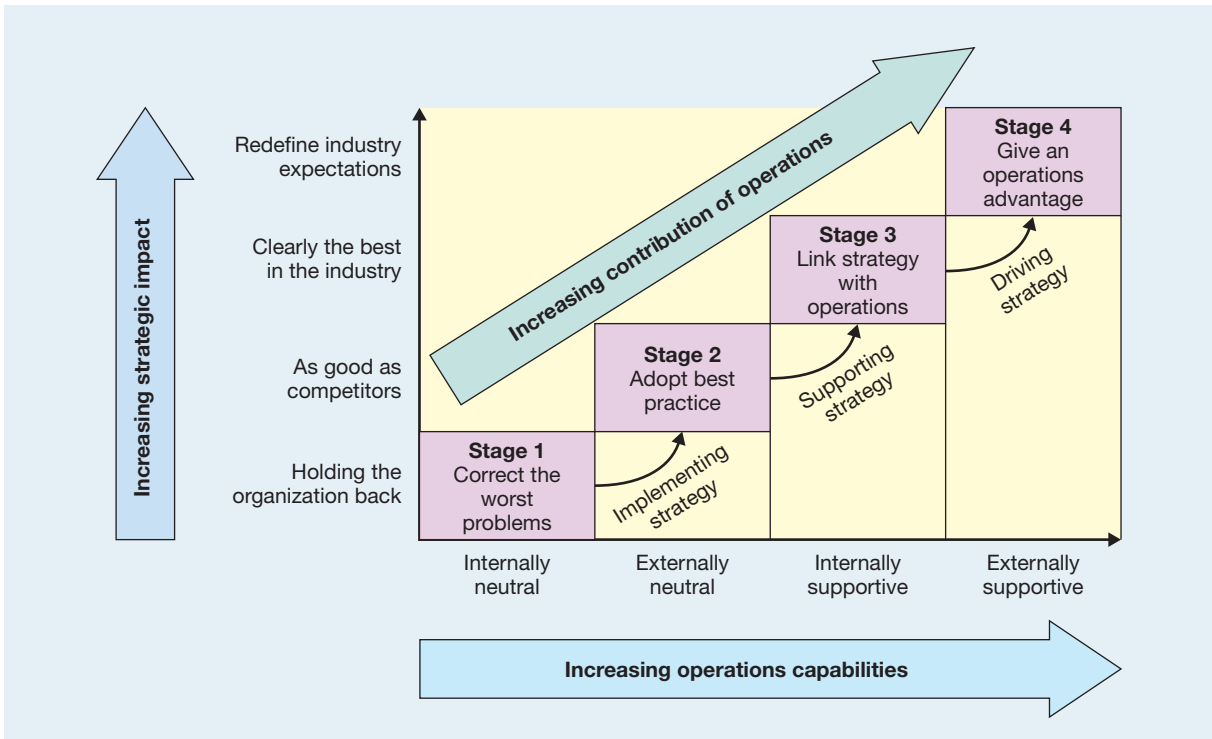 Increasing strategic impact
Redefine industry
expectations
Clearly the best
in the industry
As good as
competitors
Holding the
organization back
Increasing contribution of operations
Stage 1
Correct the
worst
problems
Implementing
strategy
Stage 2
Adopt best
practice
Supporting
strategy
Stage 3
Link strategy
with
operations
Driving
strategy
Stage 4
Give an
operations
advantage
Internally
neutral
Externally
neutral
Internally
supportive
Externally
supportive
Increasing operations capabilities